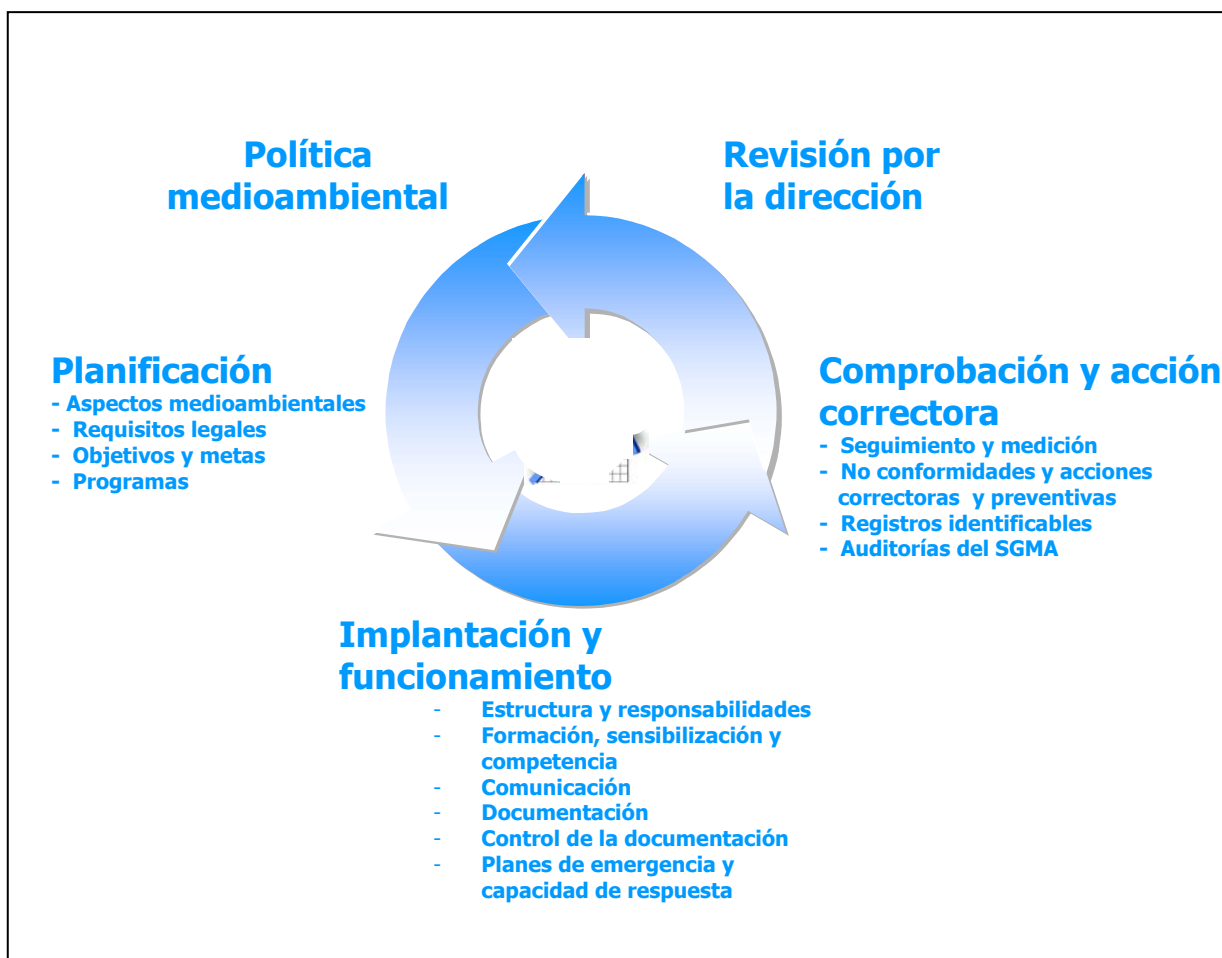 Política
medioambiental
Revisión por
la dirección
Planificación
- Aspectos medioambientales
- Requisitos legales
- Objetivos y metas
- Programas
Comprobación y acción
correctora
- Seguimiento y medición
- No conformidades y acciones
correctoras y preventivas
- Registros identificables
- Auditorías del SGMA
Implantación y
funcionamiento
- Estructura y responsabilidades
- Formación, sensibilización y
competencia
- Comunicación
- Documentación
- Control de la documentación
- Planes de emergencia y
capacidad de respuesta